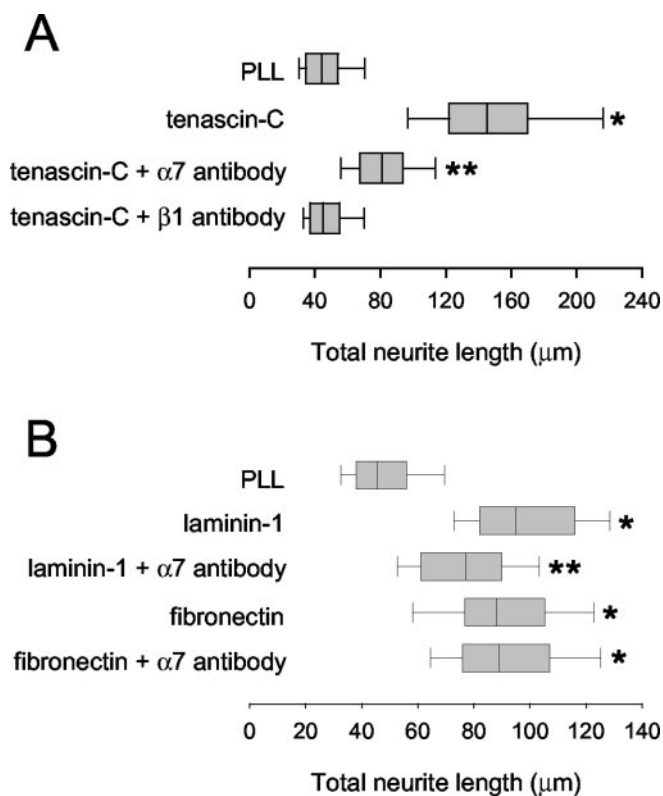 A
PLL
tenascin-C
*
tenascin-C + α7 antibody
**
tenascin-C + β1 antibody
0 40 80 120 160 200 240
Total neurite length (μm)
B
PLL
laminin-1
*
laminin-1 + α7 antibody
**
fibronectin
*
fibronectin + α7 antibody
*
0 20 40 60 80 100 120 140
Total neurite length (μm)